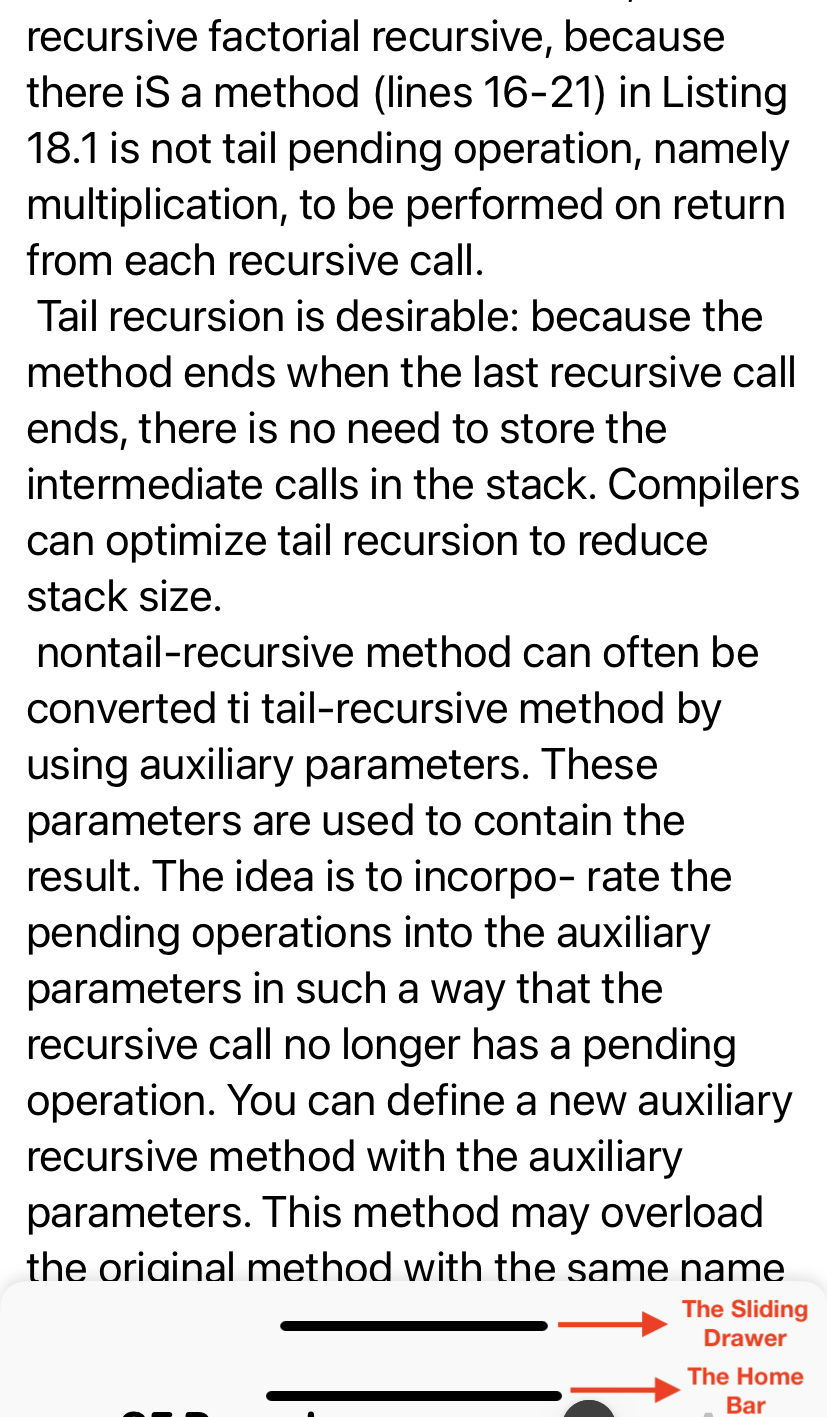 recursive factorial recursive, because
there iS a method (lines 16-21) in Listing
18.1 is not tail pending operation, namely
multiplication, to be performed on return
from each recursive call.
Tail recursion is desirable: because the
method ends when the last recursive call
ends, there is no need to store the
intermediate calls in the stack. Compilers
can optimize tail recursion to reduce
stack size.
nontail-recursive method can often be
converted ti tail-recursive method by
using auxiliary parameters. These
parameters are used to contain the
result. The idea is to incorpo- rate the
pending operations into the auxiliary
parameters in such a way that the
recursive call no longer has a pending
operation. You can define a new auxiliary
recursive method with the auxiliary
parameters. This method may overload
the original method with the same name
The Sliding
Drawer
The Home
Bar